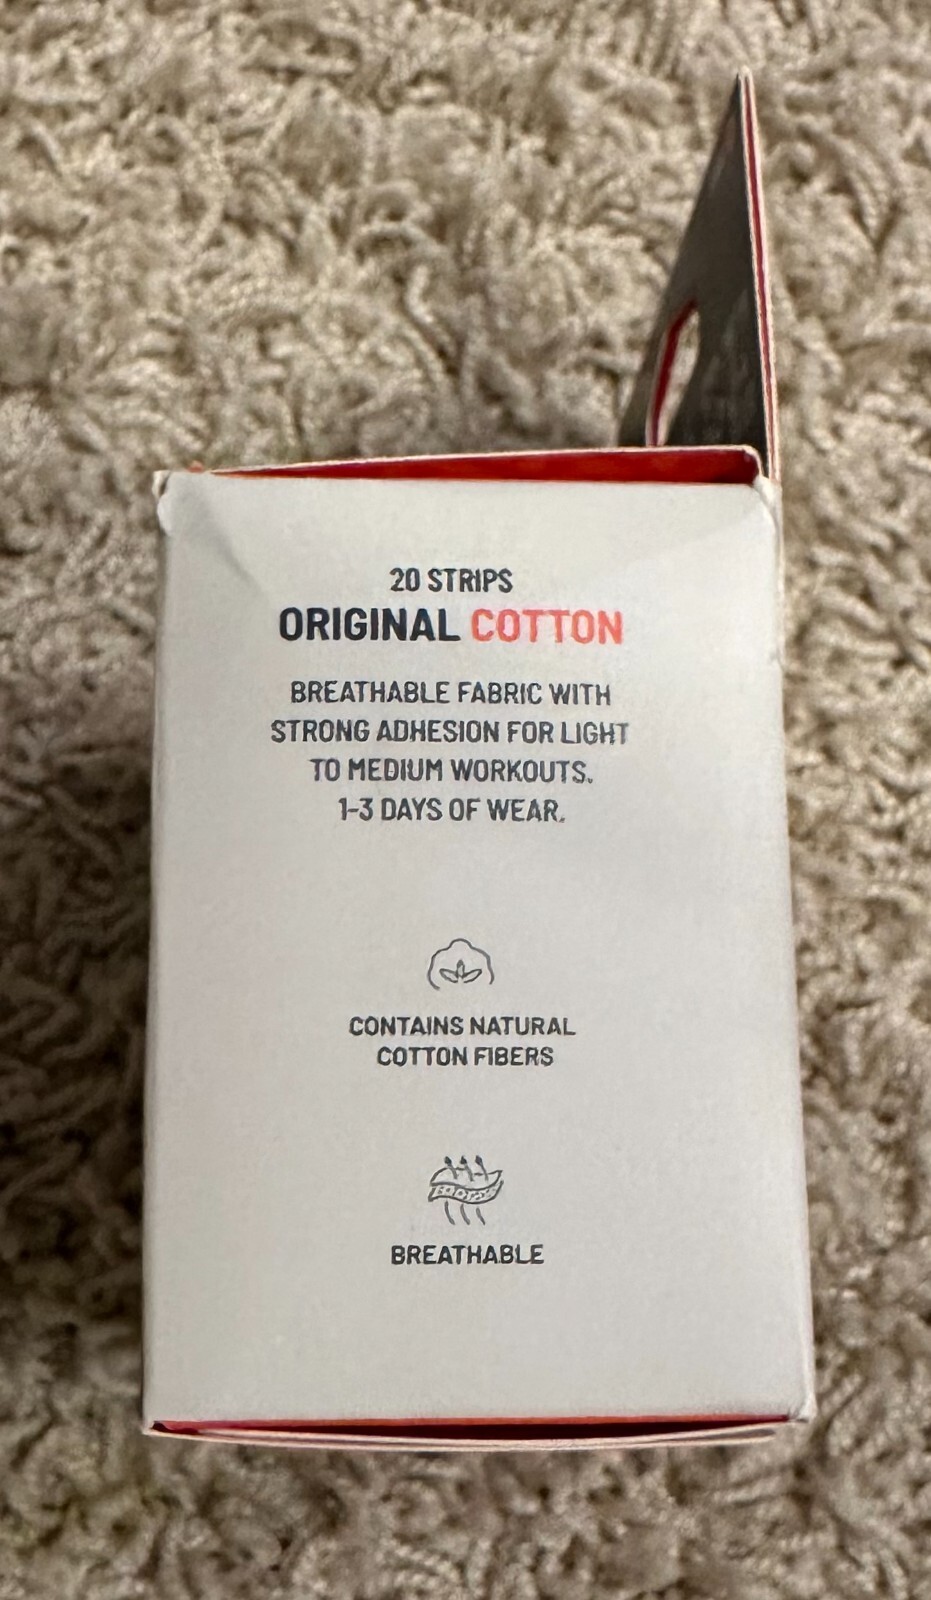 20 STRIPS
ORIGINAL COTTON
BREATHABLE FABRIC WITH
STRONG ADHESION FOR LIGHT
TO MEDIUM WORKOUTS.
1-3 DAYS OF WEAR.
CONTAINS NATURAL
COTTON FIBERS
BREATHABLE